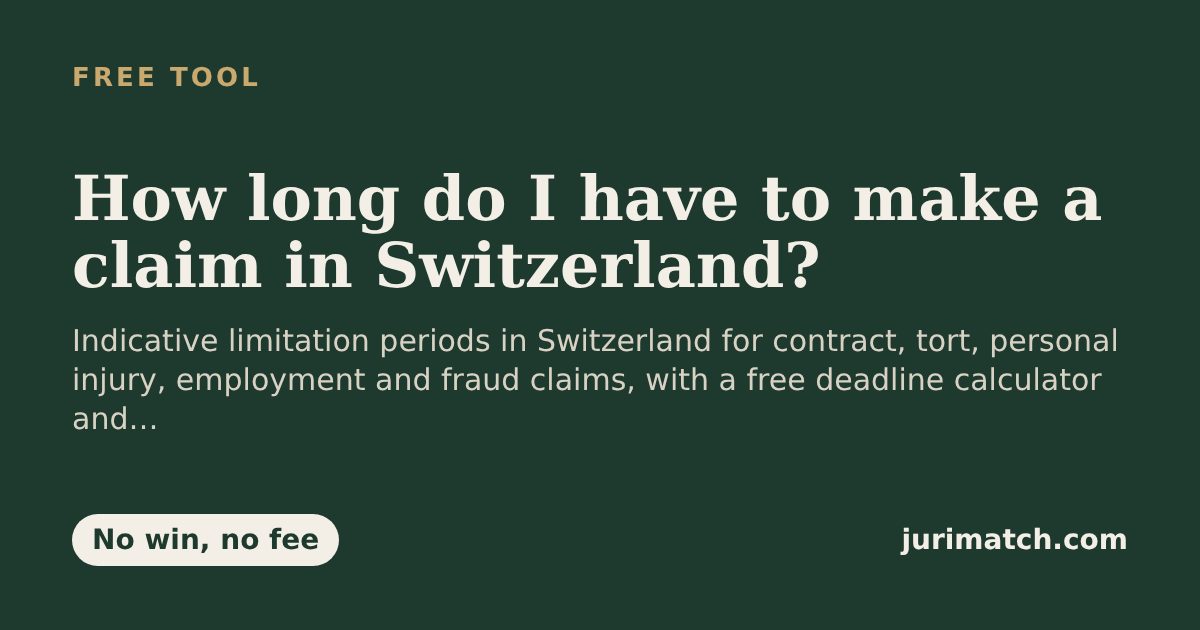 FREE TOOL
How long do I have to make a
claim in Switzerland?
Indicative limitation periods in Switzerland for contract, tort, personal
injury, employment and fraud claims, with a free deadline calculator
and…
No win, no fee
jurimatch.com